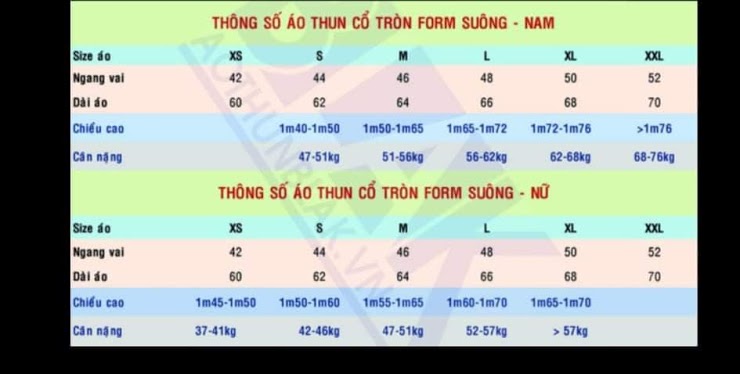 THÔNG SỐ ÁO THUN CỔ TRÒN FORM SUÔNG - NAM
Size áo XS S M L XL XXL
Ngang vai 42 44 46 48 50 52
Dài áo 60 62 64 66 68 70
Chiều cao 1m40-1m50 1m50-1m65 1m65-1m72 1m72-1m76 >1m76
Cân nặng 47-51kg 51-56kg 56-62kg 62-68kg 68-76kg
THÔNG SỐ ÁO THUN CỔ TRÒN FORM SUÔNG - NỮ
Size áo XS S M L XL XXL
Ngang vai 42 44 46 48 50 52
Dài áo 60 62 64 66 68 70
Chiều cao 1m45-1m50 1m50-1m60 1m55-1m65 1m60-1m70 1m65-1m70
Cân nặng 37-41kg 42-46kg 47-51kg 52-57kg > 57kg